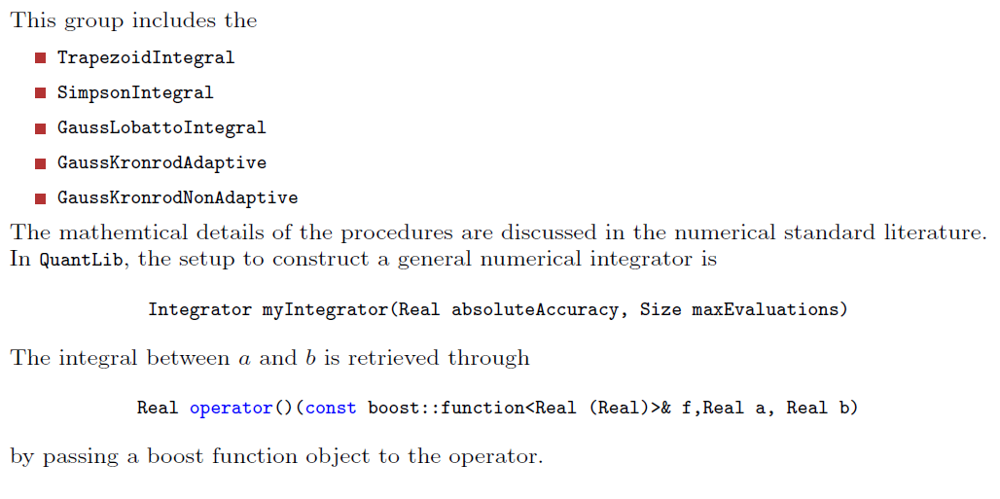 This group includes the
TrapezoidIntegral
SimpsonIntegral
GaussLobattoIntegral
GaussKronrodAdaptive
GaussKronrodNonAdaptive
The mathemtical details of the procedures are discussed in the numerical standard literature.
In QuantLib, the setup to construct a general numerical integrator is
Integrator myIntegrator(Real absoluteAccuracy, Size maxEvaluations)
The integral between a and b is retrieved through
Real operator()(const boost::function<Real (Real)>& f,Real a, Real b)
by passing a boost function object to the operator.